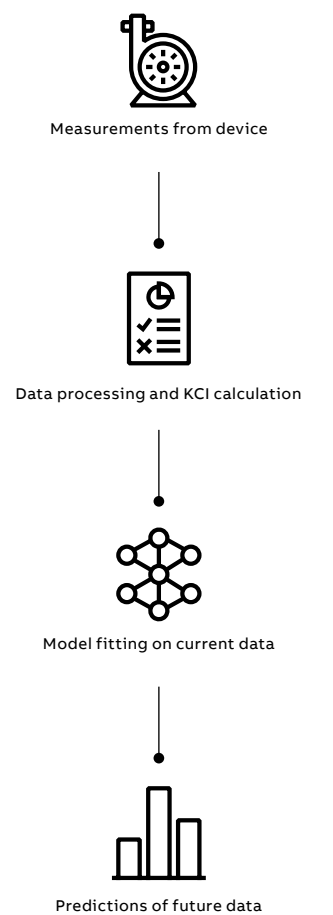 Measurements from device
Data processing and KCI calculation
Model fitting on current data
Predictions of future data